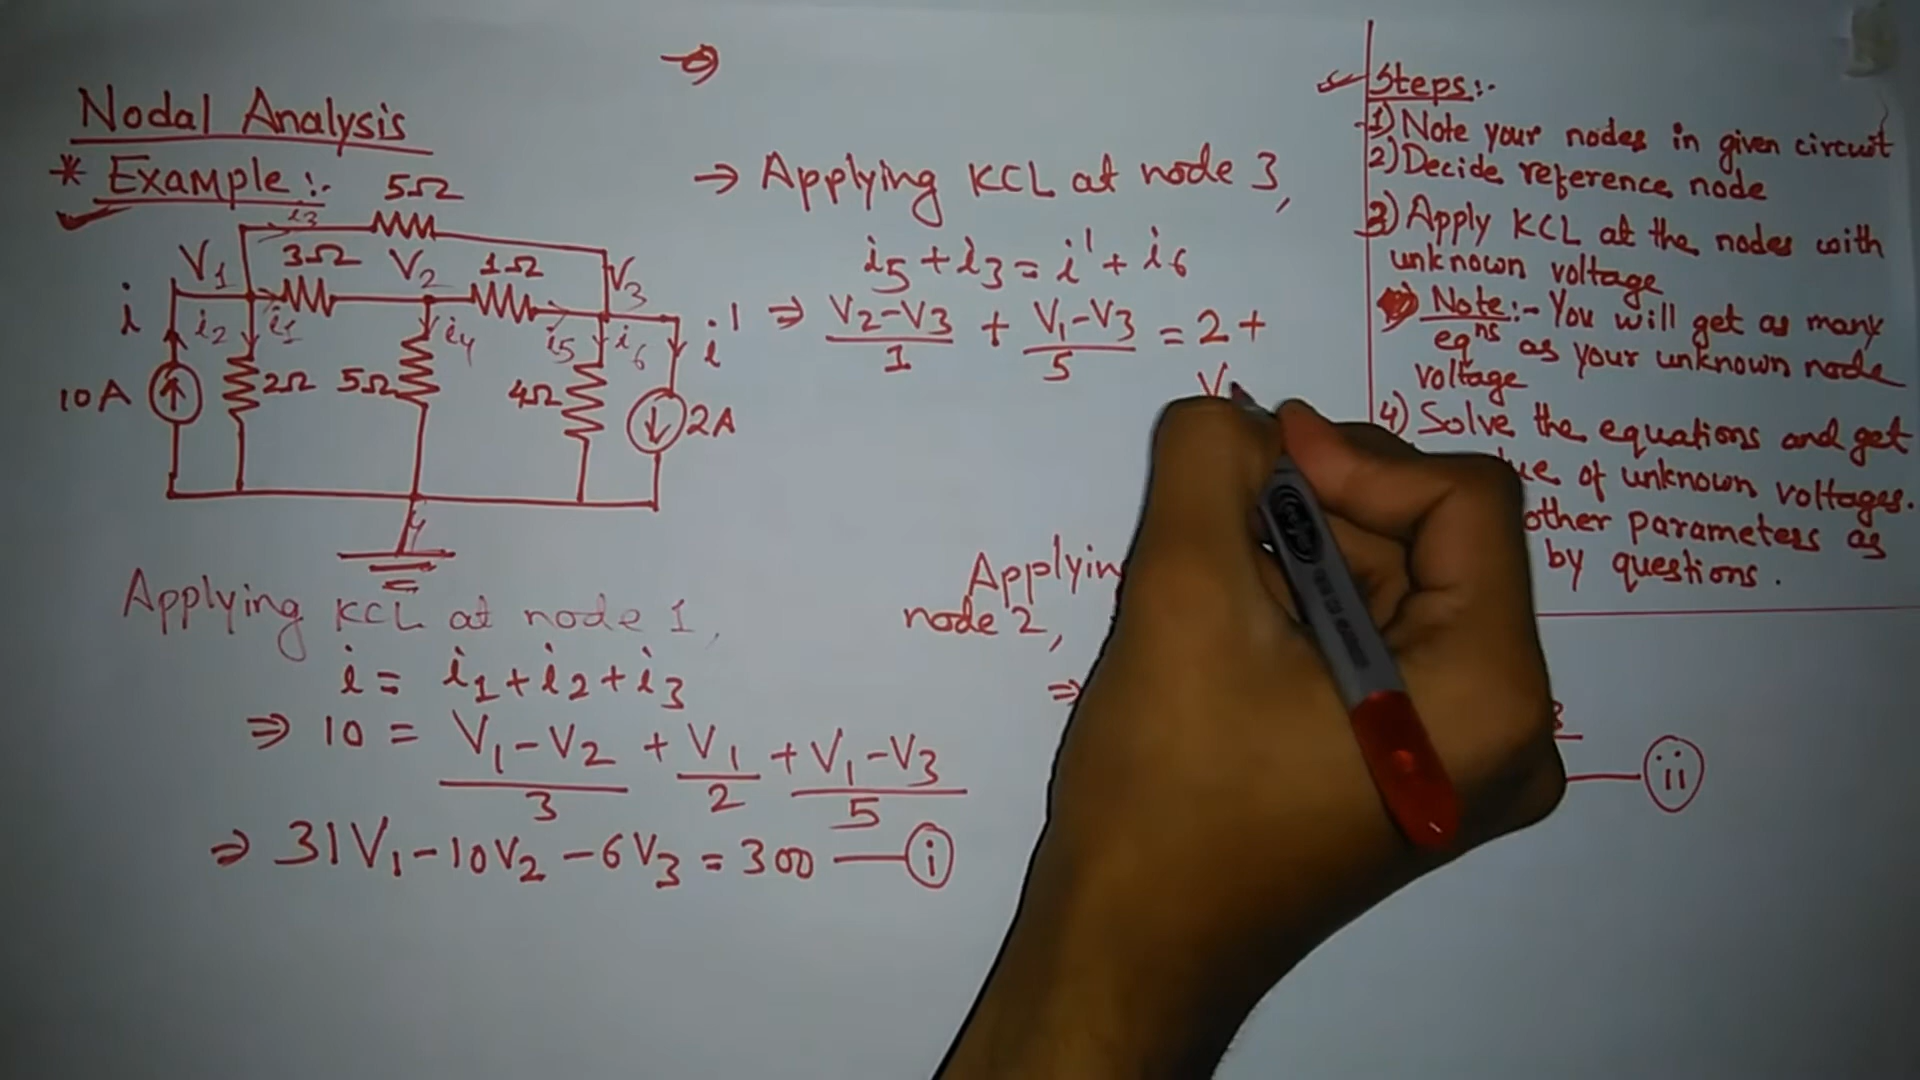 Nodal Analysis
* Example:-
5Ω
i3
V1
3Ω
V2
1Ω
V3
i
i2
i1
i4
i5
i6
i'
10A
2Ω
5Ω
4Ω
2A
Applying KCL at node 1,
i = i1 + i2 + i3
⇒ 10 = V1-V2/3 + V1/2 + V1-V3/5
⇒ 31V1 - 10V2 - 6V3 = 300 — (i)
→ Applying KCL at node 3,
i5 + i3 = i' + i6
⇒ V2-V3/1 + V1-V3/5 = 2 +
V
node 2,
⇒
(ii)
Steps:-
1) Note your nodes in given circuit
2) Decide reference node
3) Apply KCL at the nodes with
unknown voltage
Note:- You will get as many
eqns as your unknown node
voltage
4) Solve the equations and get
of unknown voltages.
other parameters as
by questions.